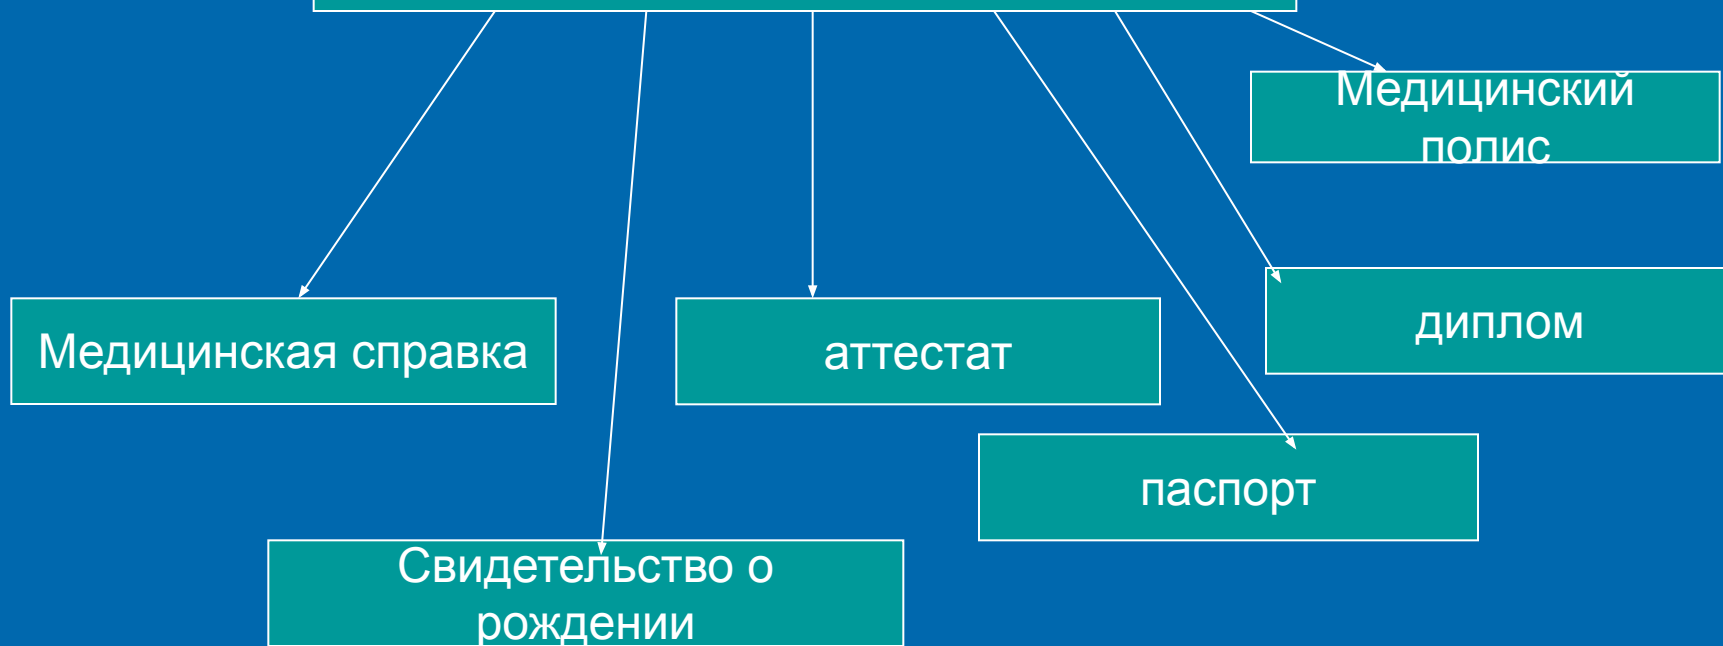 Медицинский
полис
диплом
Медицинская справка
аттестат
паспорт
Свидетельство о
рождении